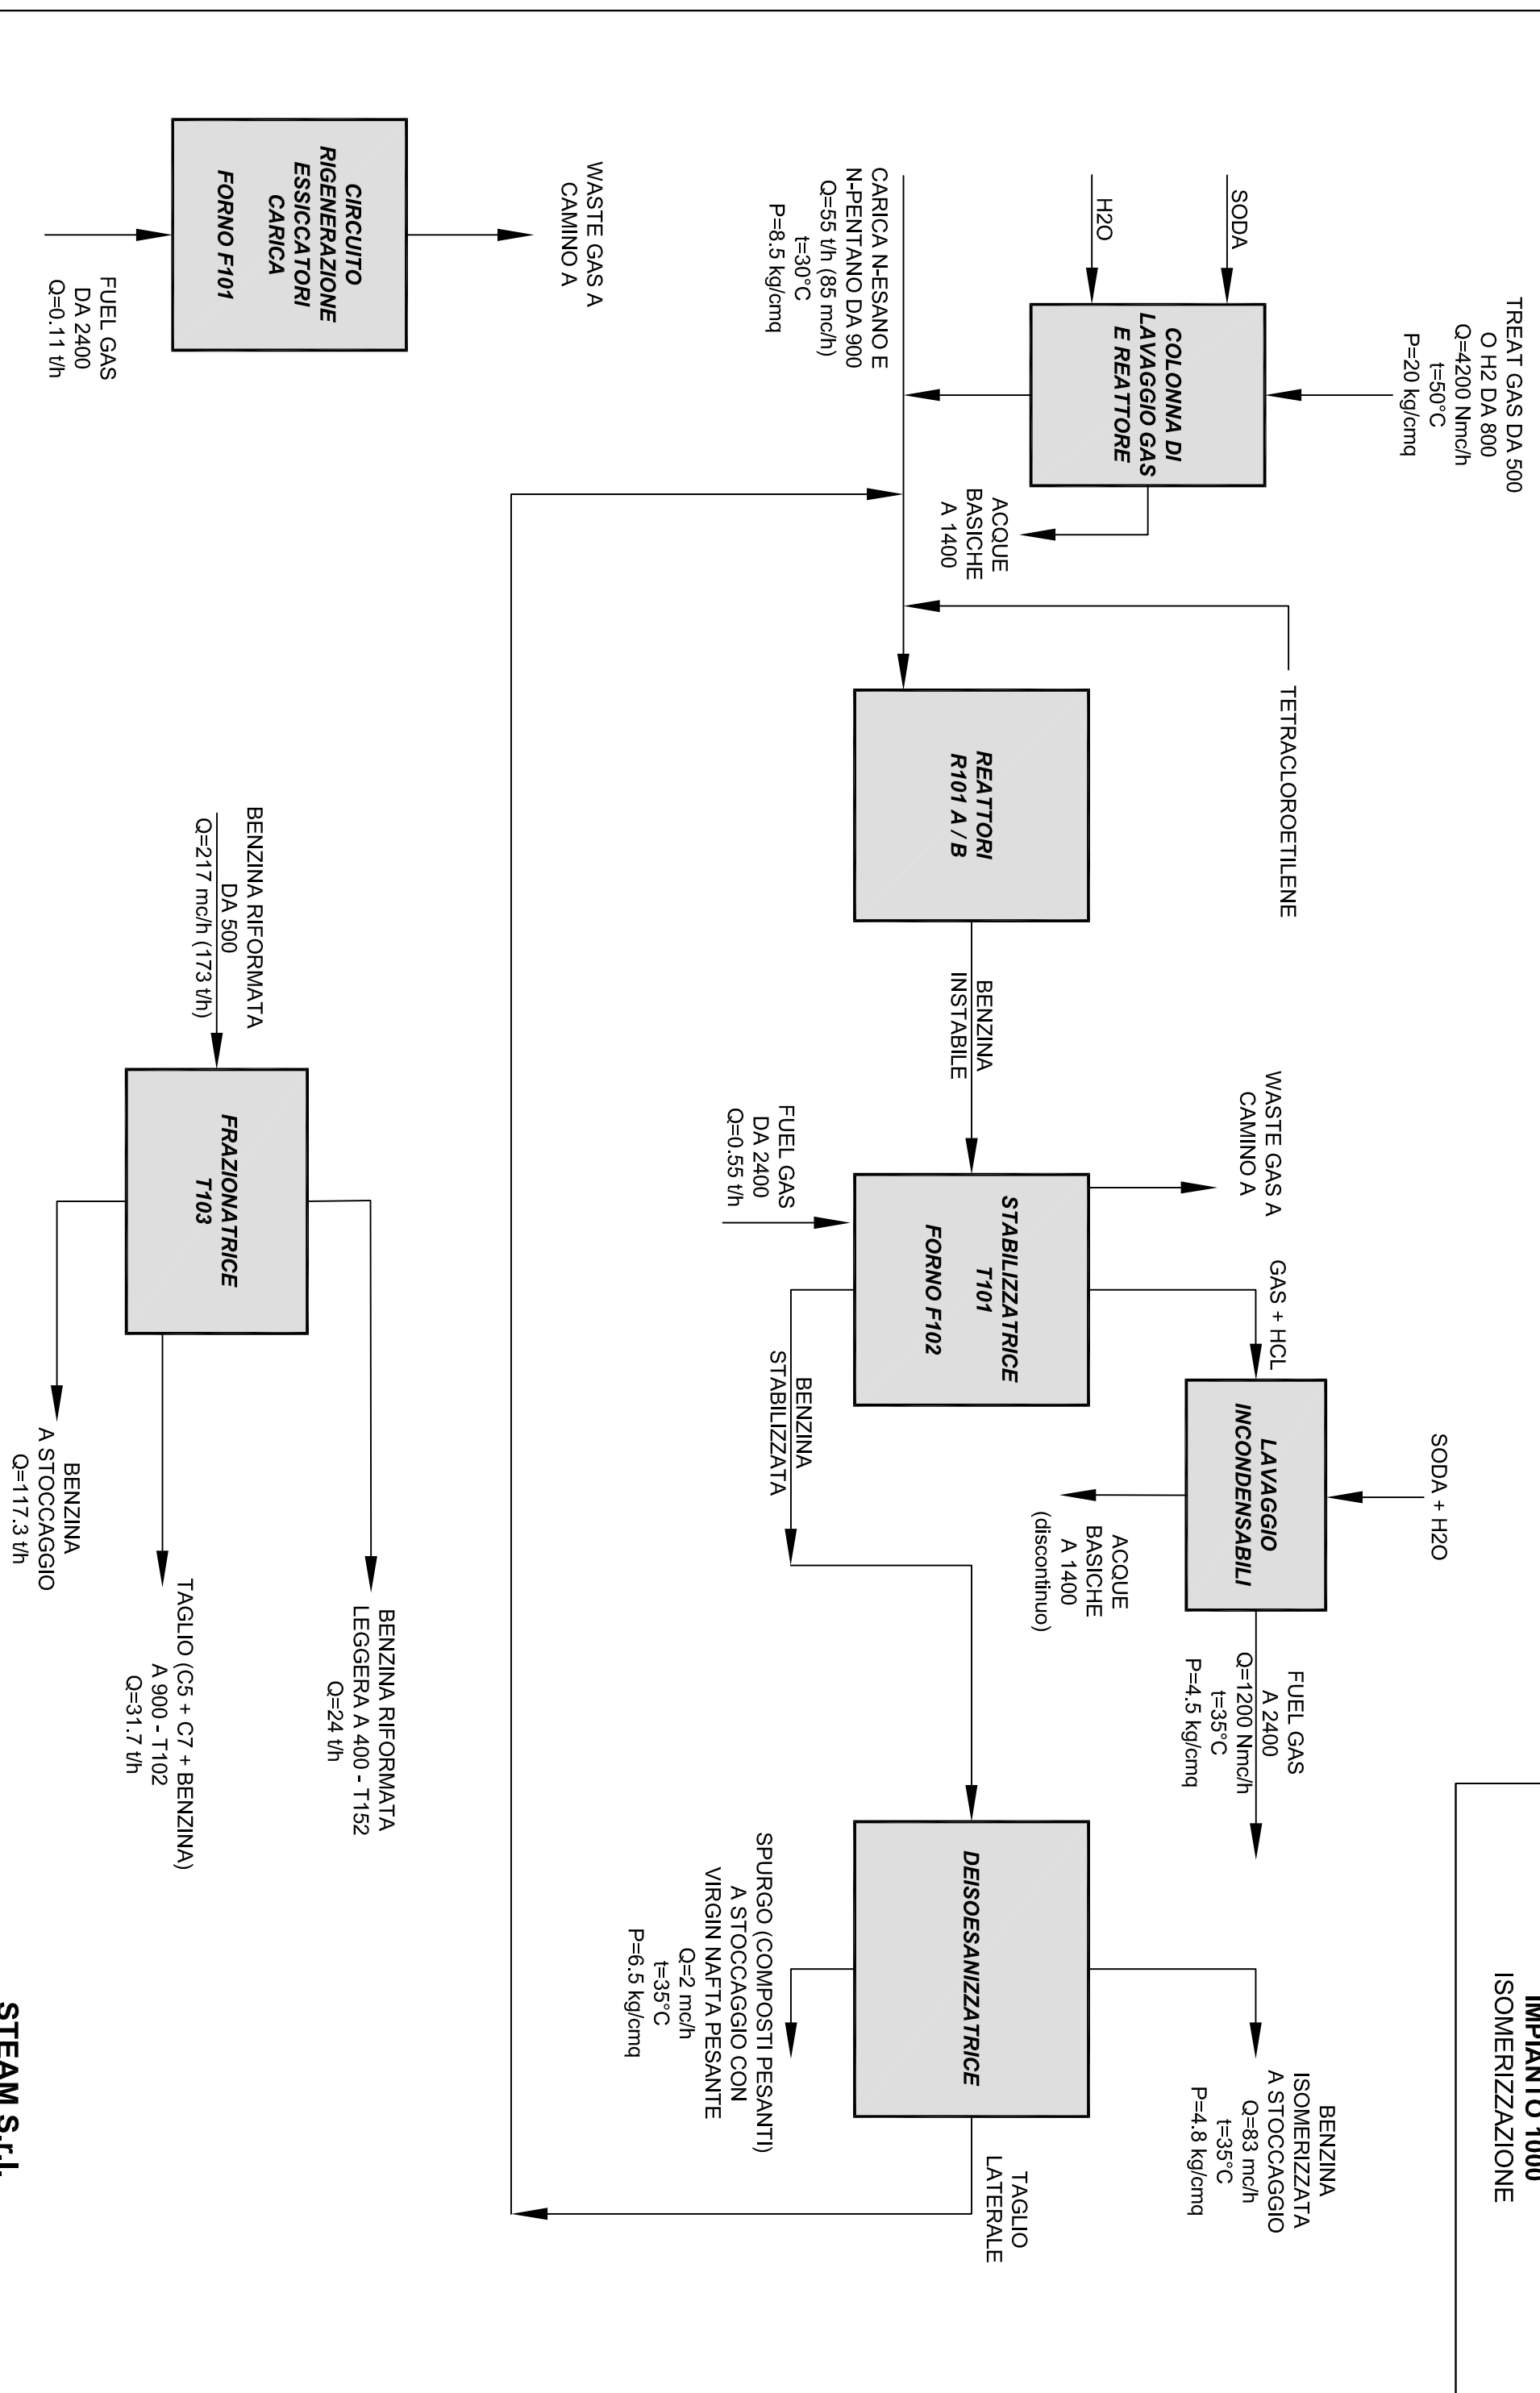 IMPIANTO 1000
ISOMERIZZAZIONE
TREAT GAS DA 500
O H2 DA 800
Q=4200 Nmc/h
t=50°C
P=20 kg/cmq
SODA
H2O
COLONNA DI
LAVAGGIO GAS
E REATTORE
ACQUE
BASICHE
A 1400
TETRACLOROETILENE
CARICA N-ESANO E
N-PENTANO DA 900
Q=55 t/h (85 mc/h)
t=30°C
P=8.5 kg/cmq
REATTORI
R101 A / B
BENZINA
INSTABILE
WASTE GAS A
CAMINO A
GAS + HCL
STABILIZZATRICE
T101
FORNO F102
FUEL GAS
DA 2400
Q=0.55 t/h
BENZINA
STABILIZZATA
SODA + H2O
LAVAGGIO
INCONDENSABILI
ACQUE
BASICHE
A 1400
(discontinuo)
FUEL GAS
A 2400
Q=1200 Nmc/h
t=35°C
P=4.5 kg/cmq
DEISOESANIZZATRICE
BENZINA
ISOMERIZZATA
A STOCCAGGIO
Q=83 mc/h
t=35°C
P=4.8 kg/cmq
TAGLIO
LATERALE
SPURGO (COMPOSTI PESANTI)
A STOCCAGGIO CON
VIRGIN NAFTA PESANTE
Q=2 mc/h
t=35°C
P=6.5 kg/cmq
WASTE GAS A
CAMINO A
CIRCUITO
RIGENERAZIONE
ESSICCATORI
CARICA
FORNO F101
FUEL GAS
DA 2400
Q=0.11 t/h
BENZINA RIFORMATA
DA 500
Q=217 mc/h (173 t/h)
FRAZIONATRICE
T103
BENZINA RIFORMATA
LEGGERA A 400 - T152
Q=24 t/h
TAGLIO (C5 + C7 + BENZINA)
A 900 - T102
Q=31.7 t/h
BENZINA
A STOCCAGGIO
Q=117.3 t/h
STEAM S.r.l.